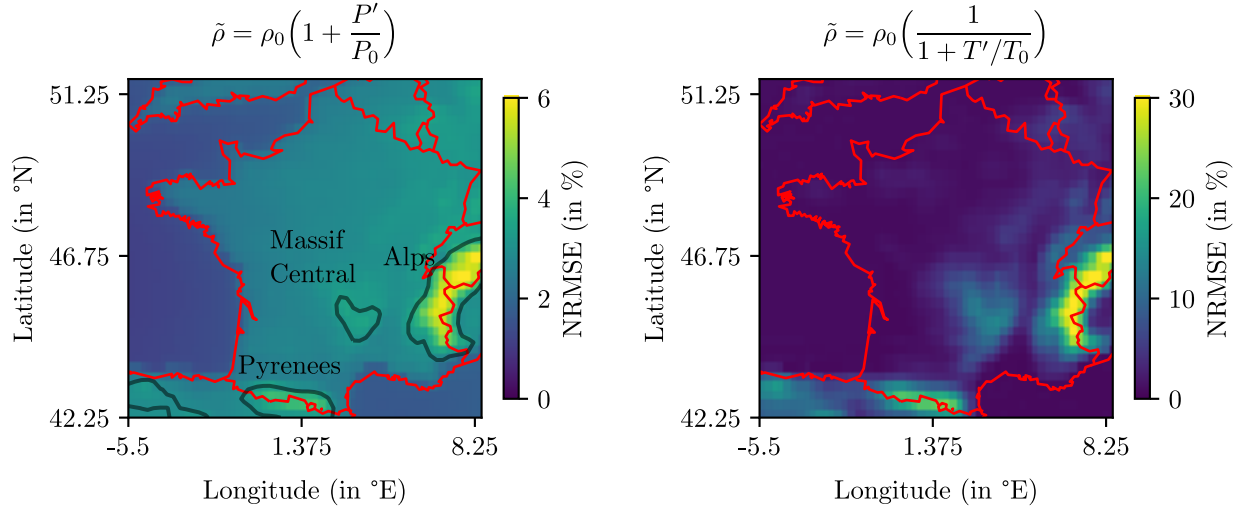 ρ̃ = ρ₀(1 + P′/P₀)
51.25
46.75
42.25
Latitude (in °N)
-5.5
1.375
8.25
Longitude (in °E)
Massif
Central
Alps
Pyrenees
6
4
2
0
NRMSE (in %)
ρ̃ = ρ₀(1/(1 + T′/T₀))
51.25
46.75
42.25
Latitude (in °N)
-5.5
1.375
8.25
Longitude (in °E)
30
20
10
0
NRMSE (in %)